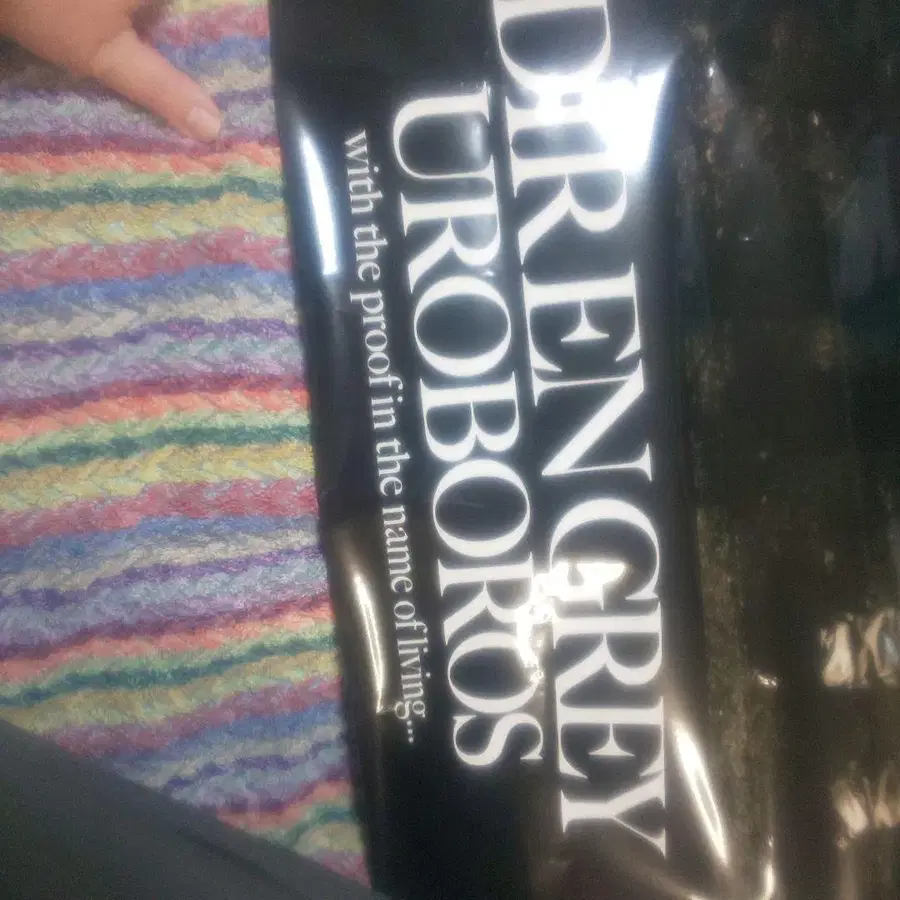 DIR EN GREY
UROBOROS
with the proof in the name of living...